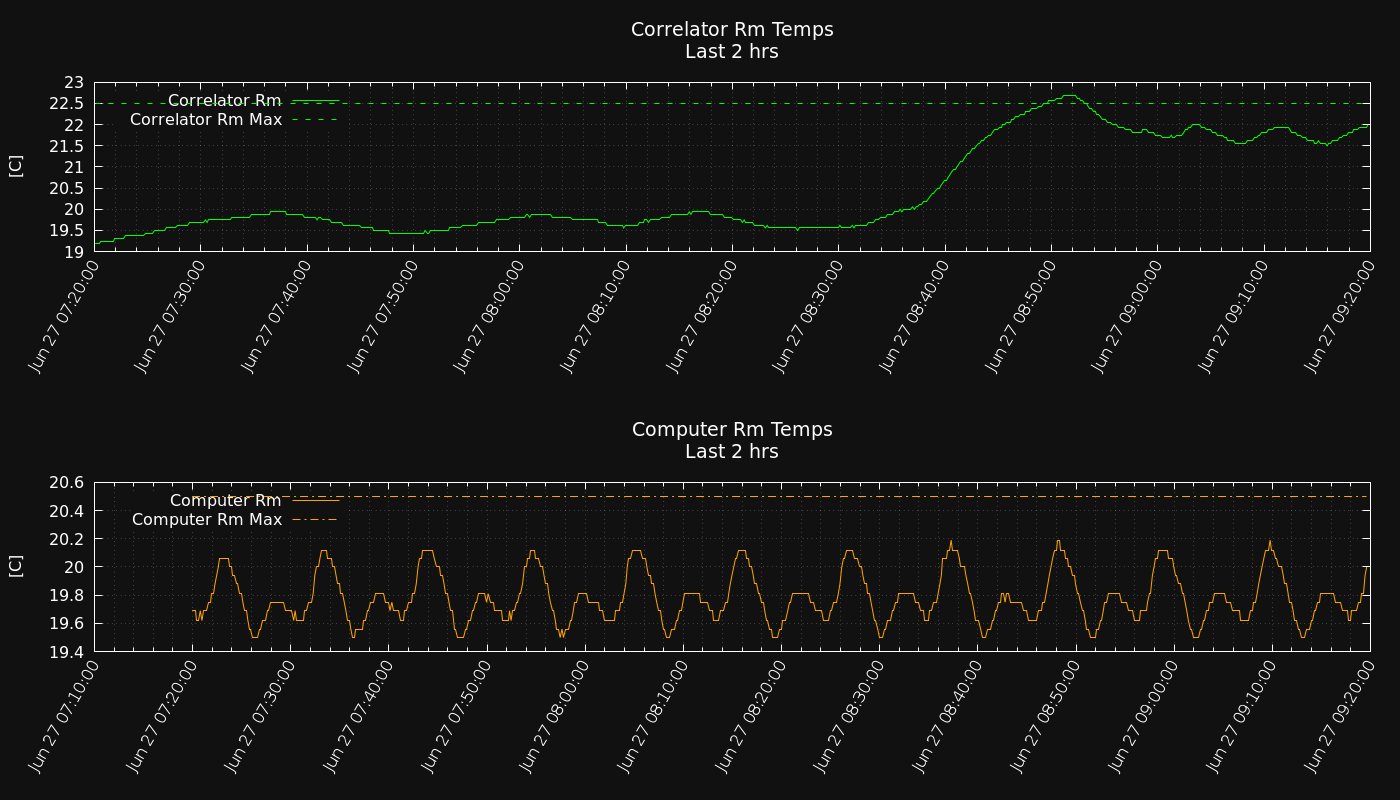 Correlator Rm Temps
Last 2 hrs
23
22.5
22
21.5
21
20.5
20
19.5
19
[C]
Correlator Rm
Correlator Rm Max
Jun 27 07:20:00
Jun 27 07:30:00
Jun 27 07:40:00
Jun 27 07:50:00
Jun 27 08:00:00
Jun 27 08:10:00
Jun 27 08:20:00
Jun 27 08:30:00
Jun 27 08:40:00
Jun 27 08:50:00
Jun 27 09:00:00
Jun 27 09:10:00
Jun 27 09:20:00
Computer Rm Temps
Last 2 hrs
20.6
20.4
20.2
20
19.8
19.6
19.4
[C]
Computer Rm
Computer Rm Max
Jun 27 07:10:00
Jun 27 07:20:00
Jun 27 07:30:00
Jun 27 07:40:00
Jun 27 07:50:00
Jun 27 08:00:00
Jun 27 08:10:00
Jun 27 08:20:00
Jun 27 08:30:00
Jun 27 08:40:00
Jun 27 08:50:00
Jun 27 09:00:00
Jun 27 09:10:00
Jun 27 09:20:00